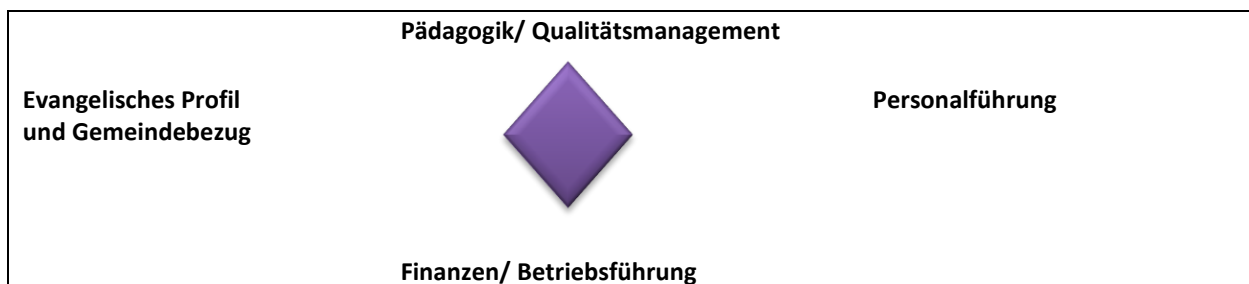 Pädagogik/ Qualitätsmanagement
Evangelisches Profil
und Gemeindebezug
Personalführung
Finanzen/ Betriebsführung